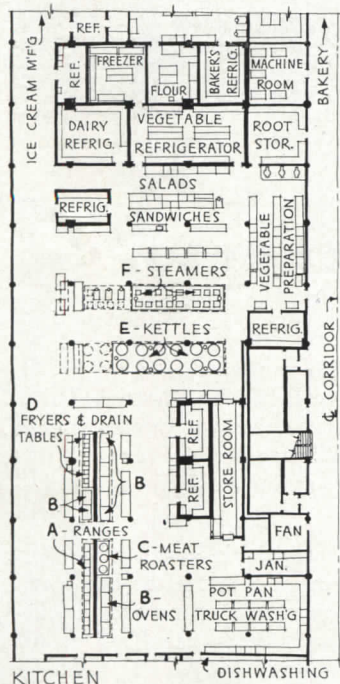 REF.
ICE CREAM M'F'G
REF.
FREEZER
FLOUR
BAKER'S
REFRIG.
MACHINE
ROOM
BAKERY
DAIRY
REFRIG.
VEGETABLE
REFRIGERATOR
ROOT
STOR.
SALADS
REFRIG.
SANDWICHES
VEGETABLE
PREPARATION
F - STEAMERS
E - KETTLES
REFRIG.
℄ CORRIDOR
D
FRYERS & DRAIN
TABLES
B
B
REF.
REF.
STORE ROOM
A - RANGES
C - MEAT
ROASTERS
B -
OVENS
FAN
JAN.
POT PAN
TRUCK WASH'G
KITCHEN
DISHWASHING